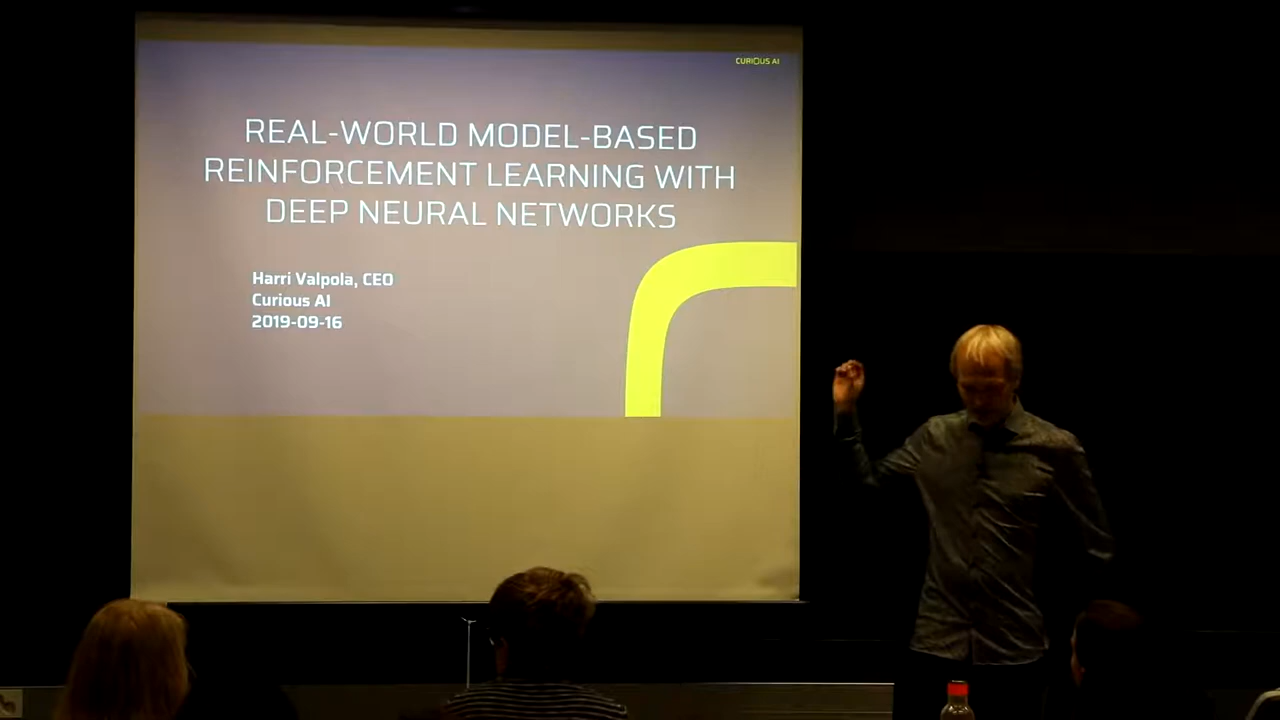 CURIOUS AI
REAL-WORLD MODEL-BASED
REINFORCEMENT LEARNING WITH
DEEP NEURAL NETWORKS
Harri Valpola, CEO
Curious AI
2019-09-16